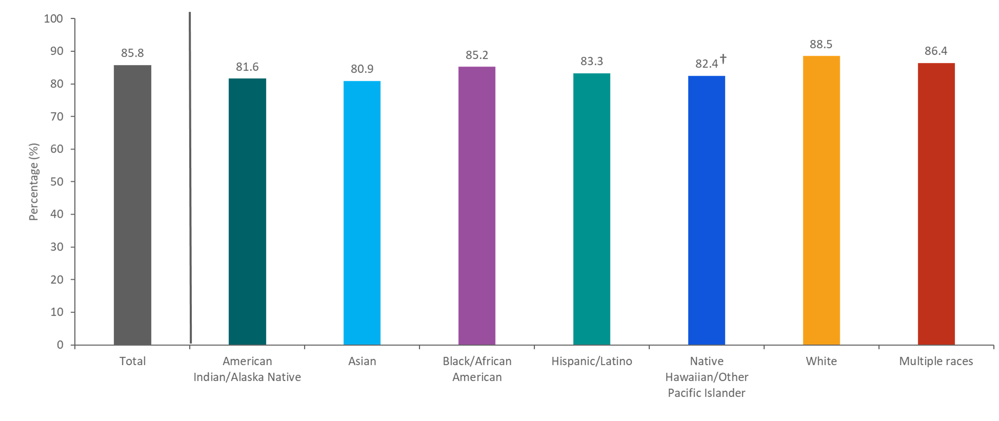 100
90
80
70
60
50
40
30
20
10
0
Percentage (%)
85.8
81.6
80.9
85.2
83.3
82.4†
88.5
86.4
Total
American
Indian/Alaska Native
Asian
Black/African
American
Hispanic/Latino
Native
Hawaiian/Other
Pacific Islander
White
Multiple races